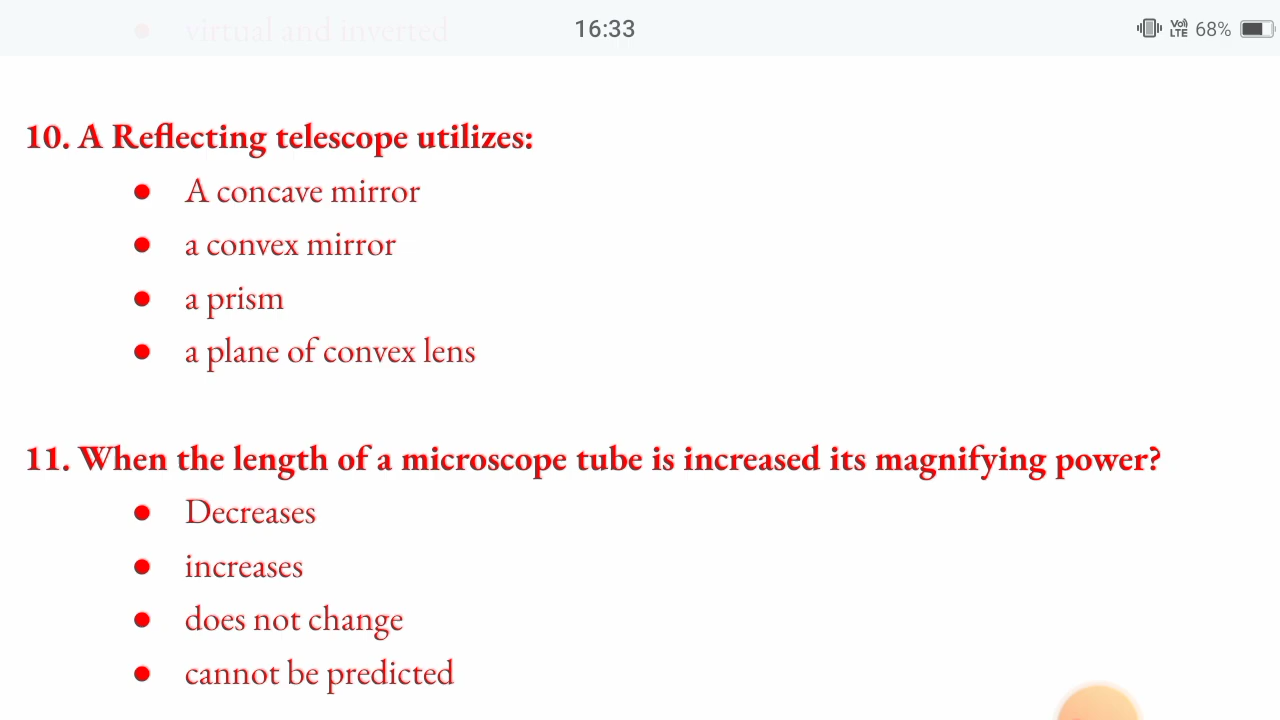 virtual and inverted
16:33
Vo) LTE 68%
10. A Reflecting telescope utilizes:
● A concave mirror
● a convex mirror
● a prism
● a plane of convex lens
11. When the length of a microscope tube is increased its magnifying power?
● Decreases
● increases
● does not change
● cannot be predicted